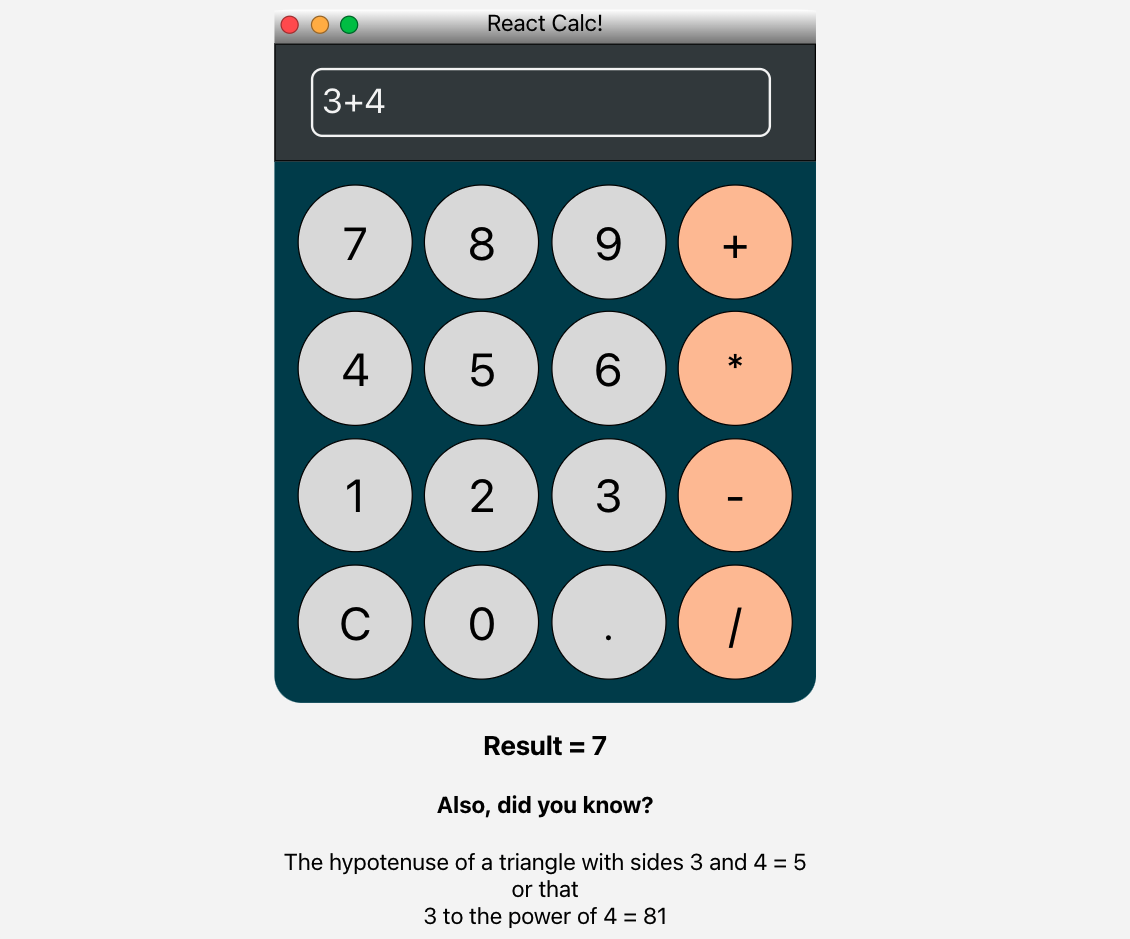 React Calc!
3+4
7 8 9 +
4 5 6 *
1 2 3 -
C 0 . /
Result = 7
Also, did you know?
The hypotenuse of a triangle with sides 3 and 4 = 5
or that
3 to the power of 4 = 81